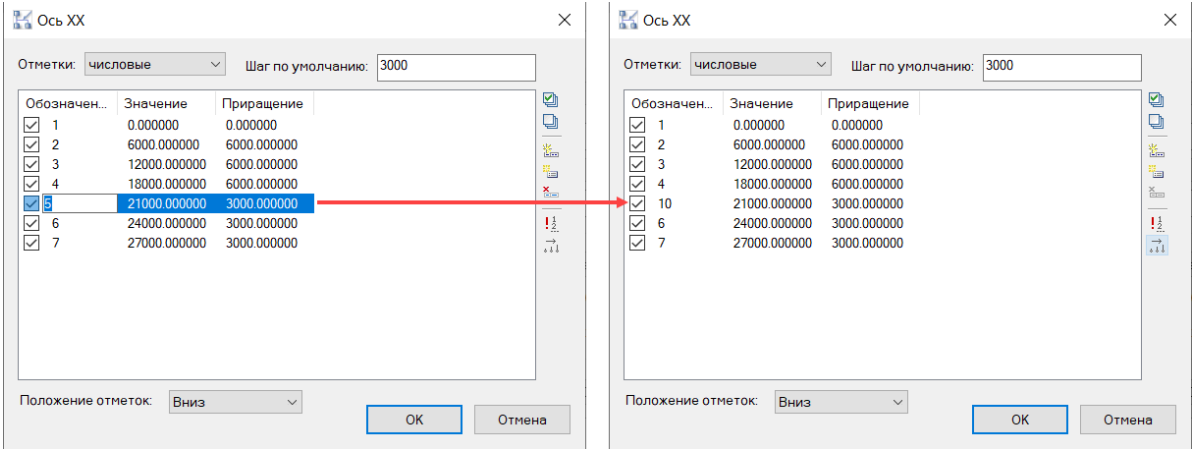 Ось XX
Отметки: числовые Шаг по умолчанию: 3000
Обозначен... Значение Приращение
1 0.000000 0.000000
2 6000.000000 6000.000000
3 12000.000000 6000.000000
4 18000.000000 6000.000000
5 21000.000000 3000.000000
6 24000.000000 3000.000000
7 27000.000000 3000.000000
Положение отметок: Вниз
OK Отмена
Ось XX
Отметки: числовые Шаг по умолчанию: 3000
Обозначен... Значение Приращение
1 0.000000 0.000000
2 6000.000000 6000.000000
3 12000.000000 6000.000000
4 18000.000000 6000.000000
10 21000.000000 3000.000000
6 24000.000000 3000.000000
7 27000.000000 3000.000000
Положение отметок: Вниз
OK Отмена